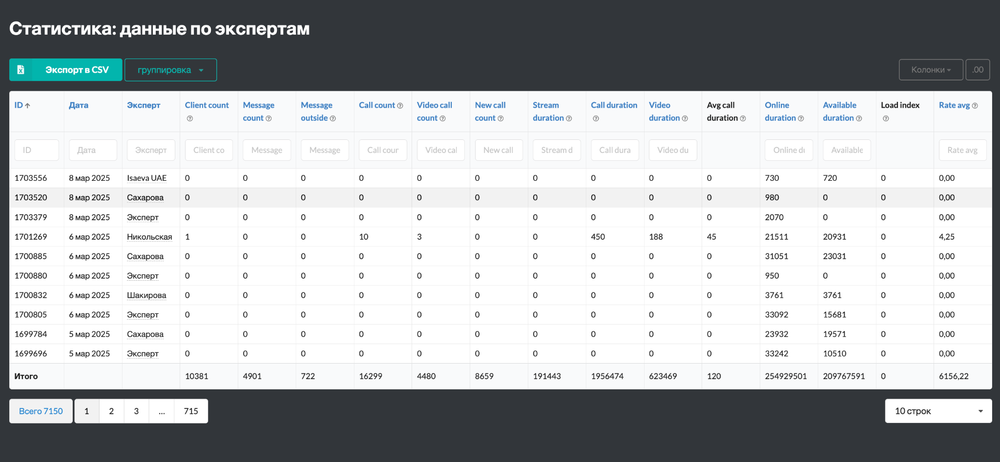 Статистика: данные по экспертам
Экспорт в CSV группировка Колонки .00
ID Дата Эксперт Client count Message count Message outside Call count Video call count New call count Stream duration Call duration Video duration Avg call duration Online duration Available duration Load index Rate avg
ID Дата Эксперт Client co Message Message Call cour Video cal New call Stream d Call dura Video du Online du Available Rate avg
1703556 8 мар 2025 Isaeva UAE 0 0 0 0 0 0 0 0 0 0 730 720 0 0,00
1703520 8 мар 2025 Сахарова 0 0 0 0 0 0 0 0 0 0 980 0 0 0,00
1703379 8 мар 2025 Эксперт 0 0 0 0 0 0 0 0 0 0 2070 0 0 0,00
1701269 6 мар 2025 Никольская 1 0 0 10 3 0 0 450 188 45 21511 20931 0 4,25
1700885 6 мар 2025 Сахарова 0 0 0 0 0 0 0 0 0 0 31051 23031 0 0,00
1700880 6 мар 2025 Эксперт 0 0 0 0 0 0 0 0 0 0 950 0 0 0,00
1700832 6 мар 2025 Шакирова 0 0 0 0 0 0 0 0 0 0 3761 3761 0 0,00
1700805 6 мар 2025 Эксперт 0 0 0 0 0 0 0 0 0 0 33092 15681 0 0,00
1699784 5 мар 2025 Сахарова 0 0 0 0 0 0 0 0 0 0 23932 19571 0 0,00
1699696 5 мар 2025 Эксперт 0 0 0 0 0 0 0 0 0 0 33242 10510 0 0,00
Итого 10381 4901 722 16299 4480 8659 191443 1956474 623469 120 254929501 209767591 0 6156,22
Всего 7150 1 2 3 ... 715 10 строк